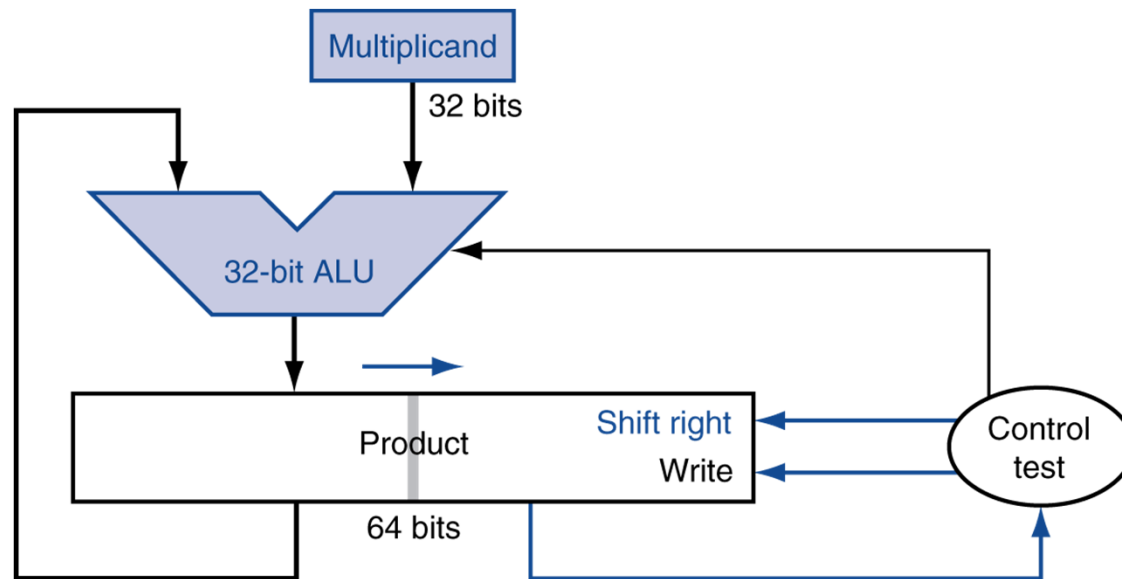 Multiplicand
32 bits
32-bit ALU
Shift right
Product
Write
64 bits
Control
test